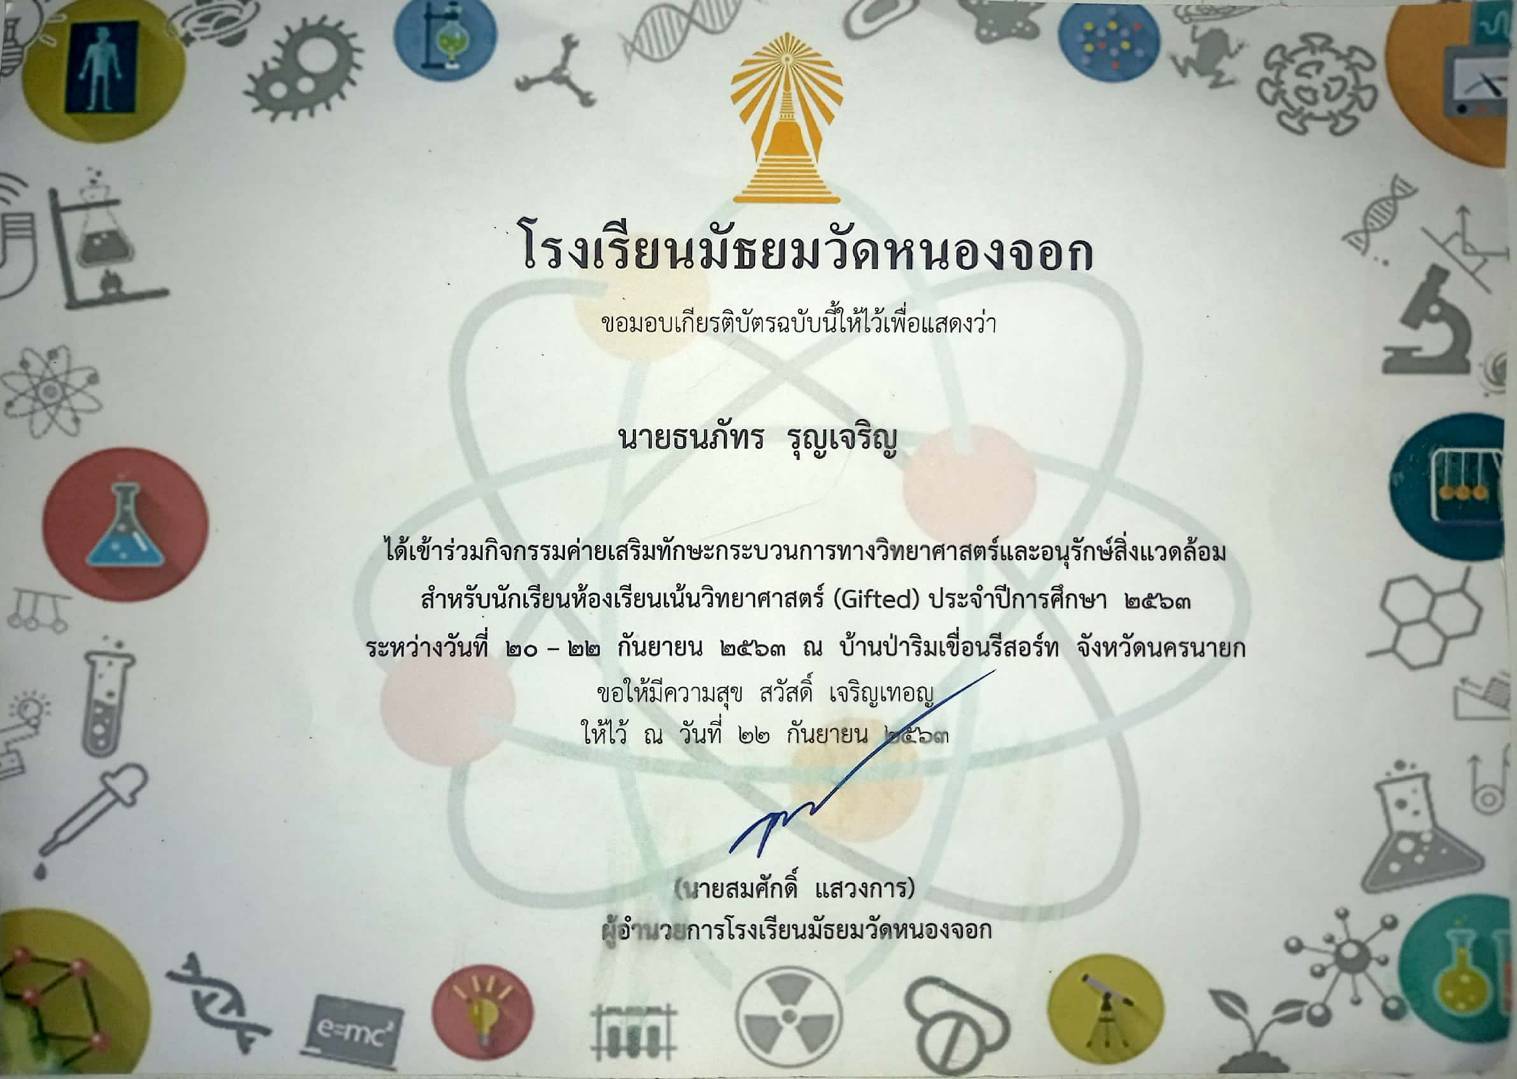 โรงเรียนมัธยมวัดหนองจอก
ขอมอบเกียรติบัตรฉบับนี้ให้ไว้เพื่อแสดงว่า
นายธนภัทร รุญเจริญ
ได้เข้าร่วมกิจกรรมค่ายเสริมทักษะกระบวนการทางวิทยาศาสตร์และอนุรักษ์สิ่งแวดล้อม
สำหรับนักเรียนห้องเรียนเน้นวิทยาศาสตร์ (Gifted) ประจำปีการศึกษา ๒๕๖๓
ระหว่างวันที่ ๒๐ – ๒๒ กันยายน ๒๕๖๓ ณ บ้านป่าริมเขื่อนรีสอร์ท จังหวัดนครนายก
ขอให้มีความสุข สวัสดิ์ เจริญเทอญ
ให้ไว้ ณ วันที่ ๒๒ กันยายน ๒๕๖๓
(นายสมศักดิ์ แสวงการ)
ผู้อำนวยการโรงเรียนมัธยมวัดหนองจอก
e=mc²